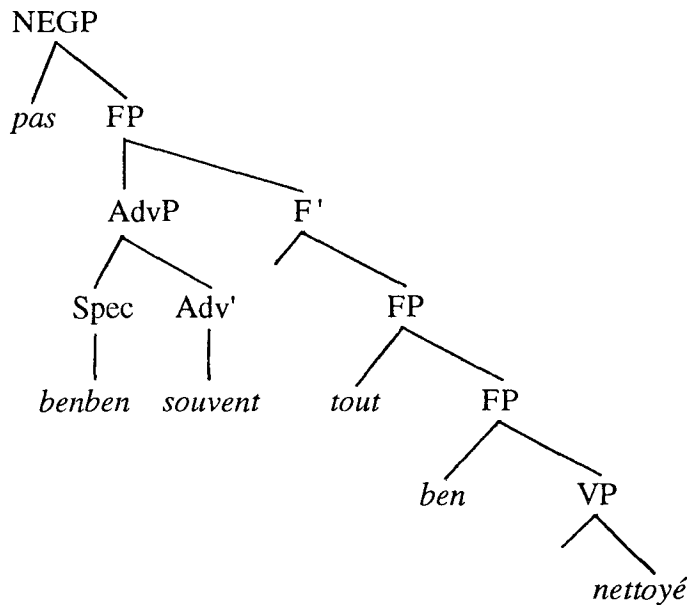 NEGP
pas FP
AdvP F'
Spec Adv' FP
benben souvent tout FP
ben VP
nettoyé